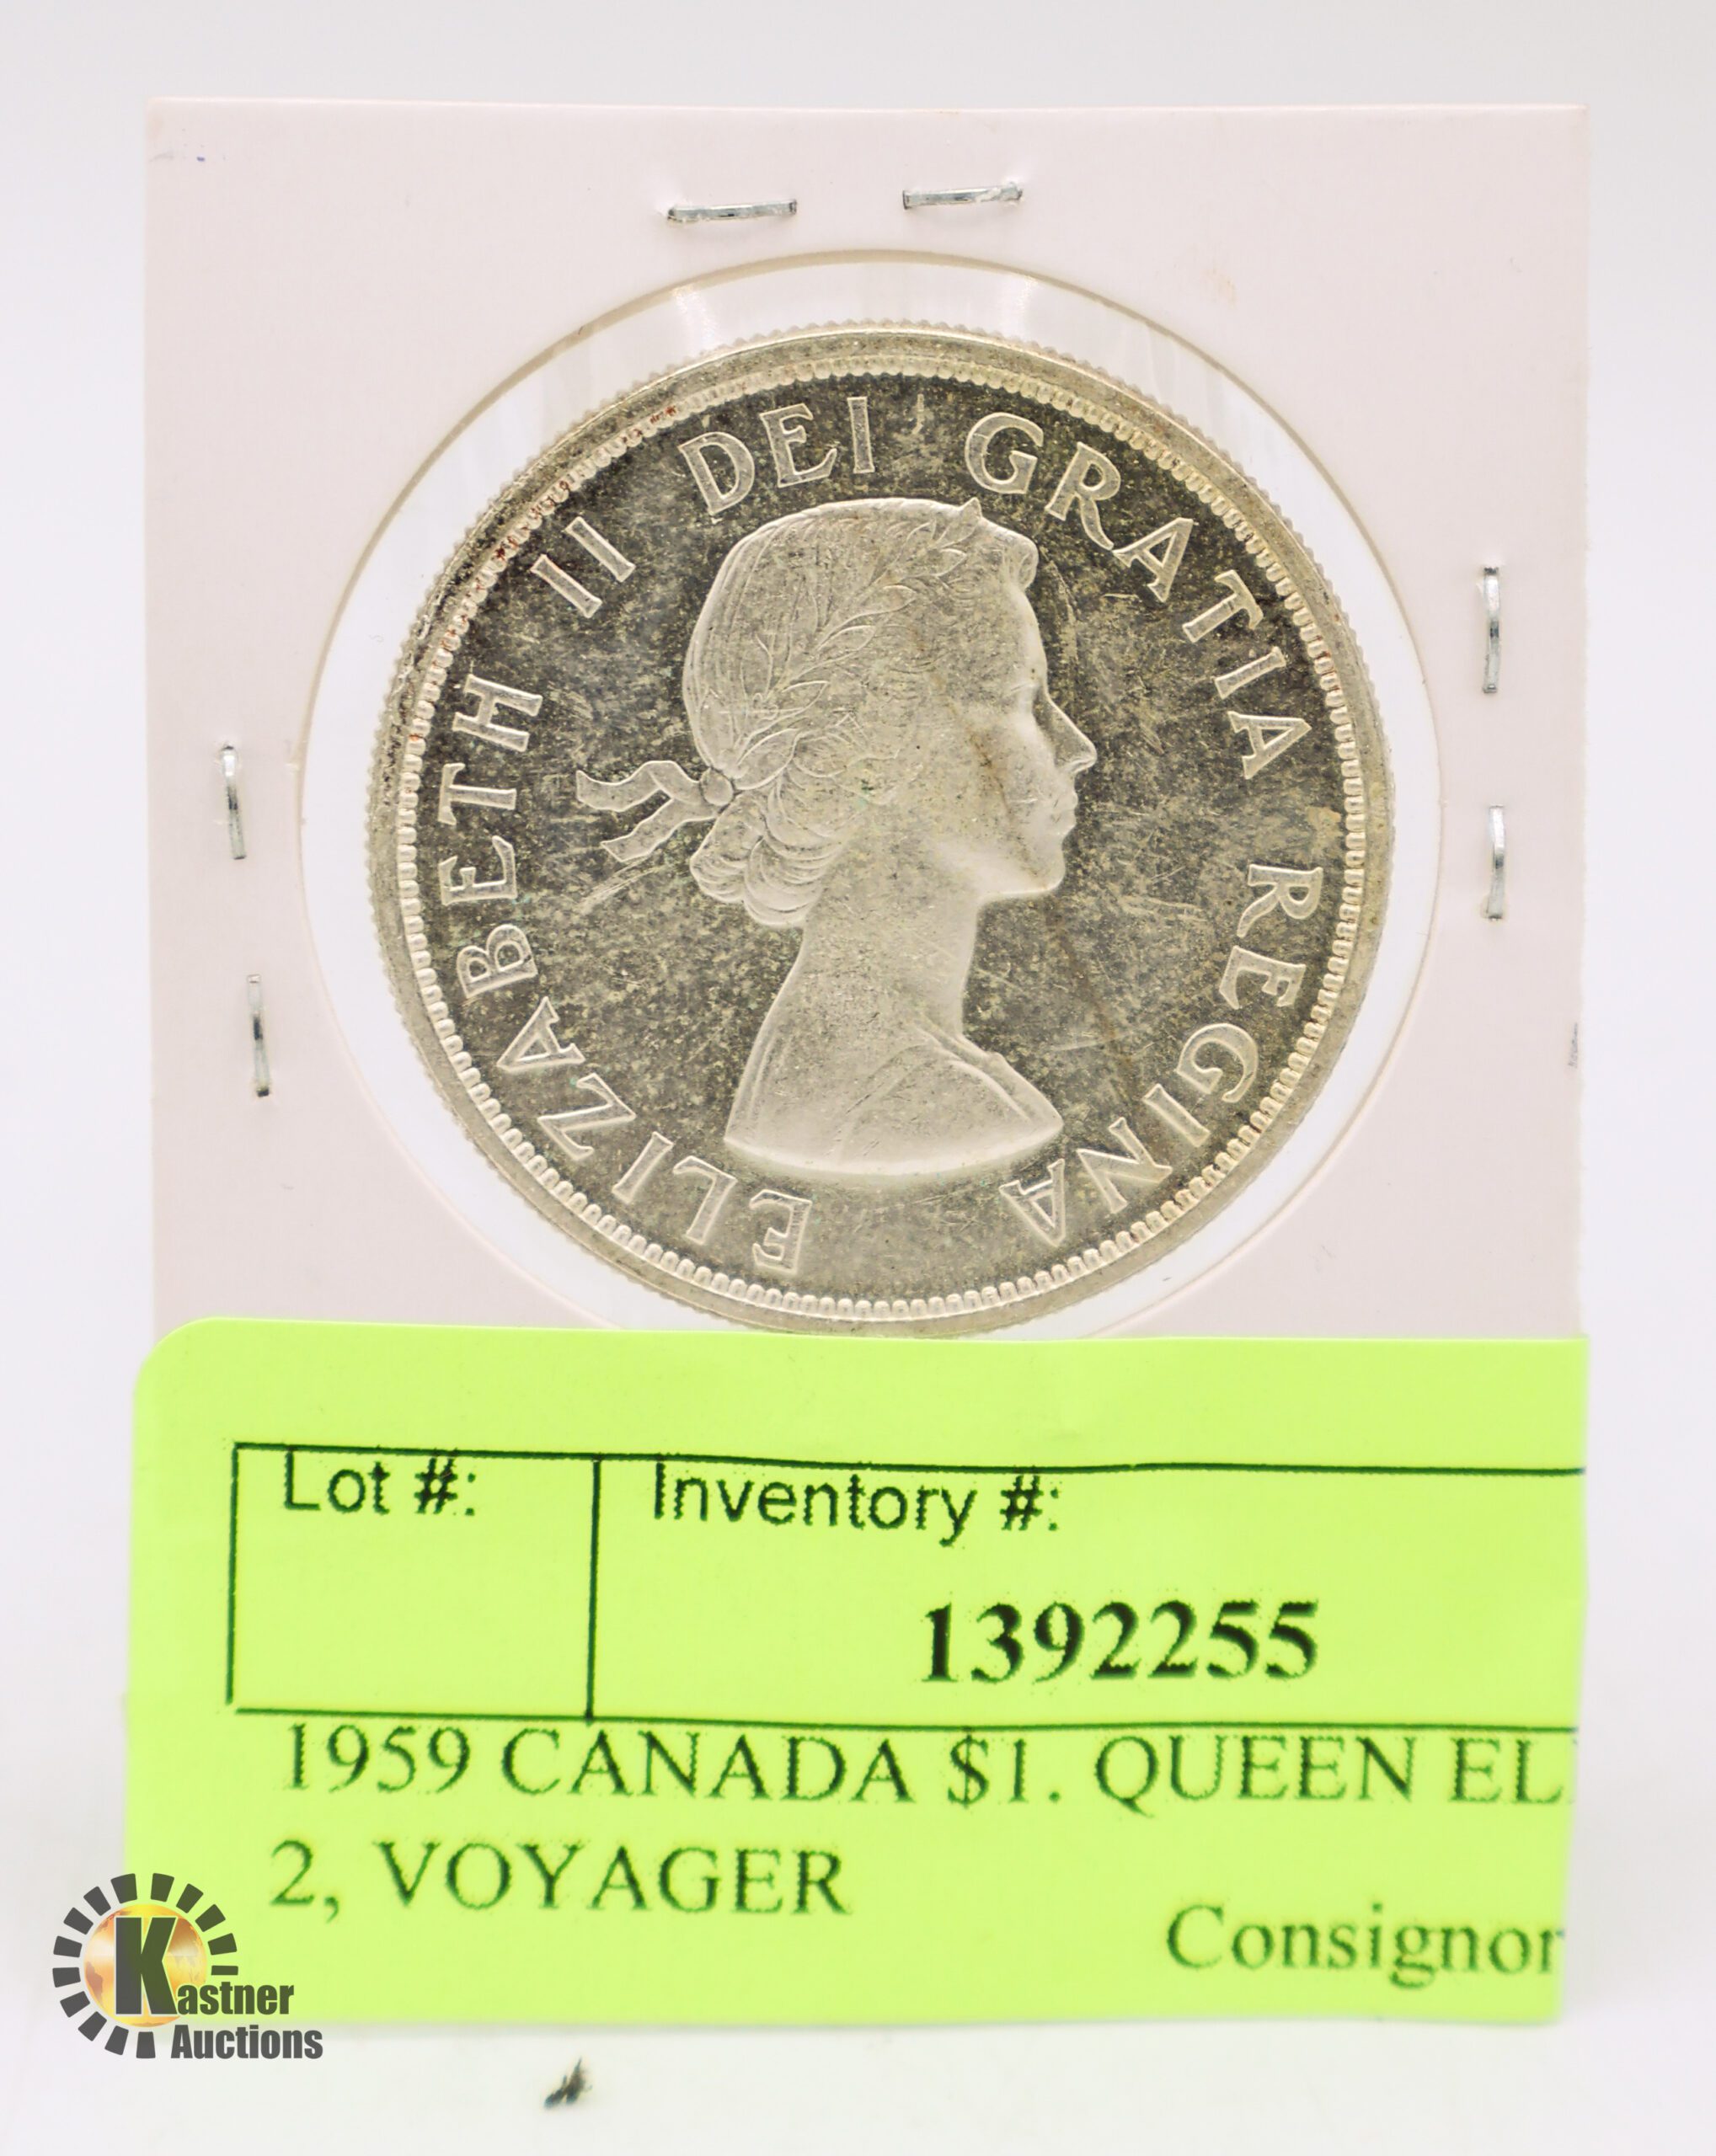 ELIZABETH II DEI GRATIA REGINA
Lot #:
Inventory #:
1392255
1959 CANADA $1. QUEEN EL
2, VOYAGER
Consignor
Kastner
Auctions